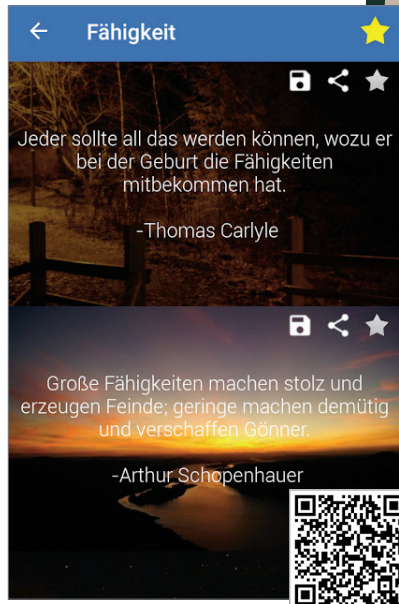 Fähigkeit
Jeder sollte all das werden können, wozu er
bei der Geburt die Fähigkeiten
mitbekommen hat.
-Thomas Carlyle
Große Fähigkeiten machen stolz und
erzeugen Feinde; geringe machen demütig
und verschaffen Gönner.
-Arthur Schopenhauer